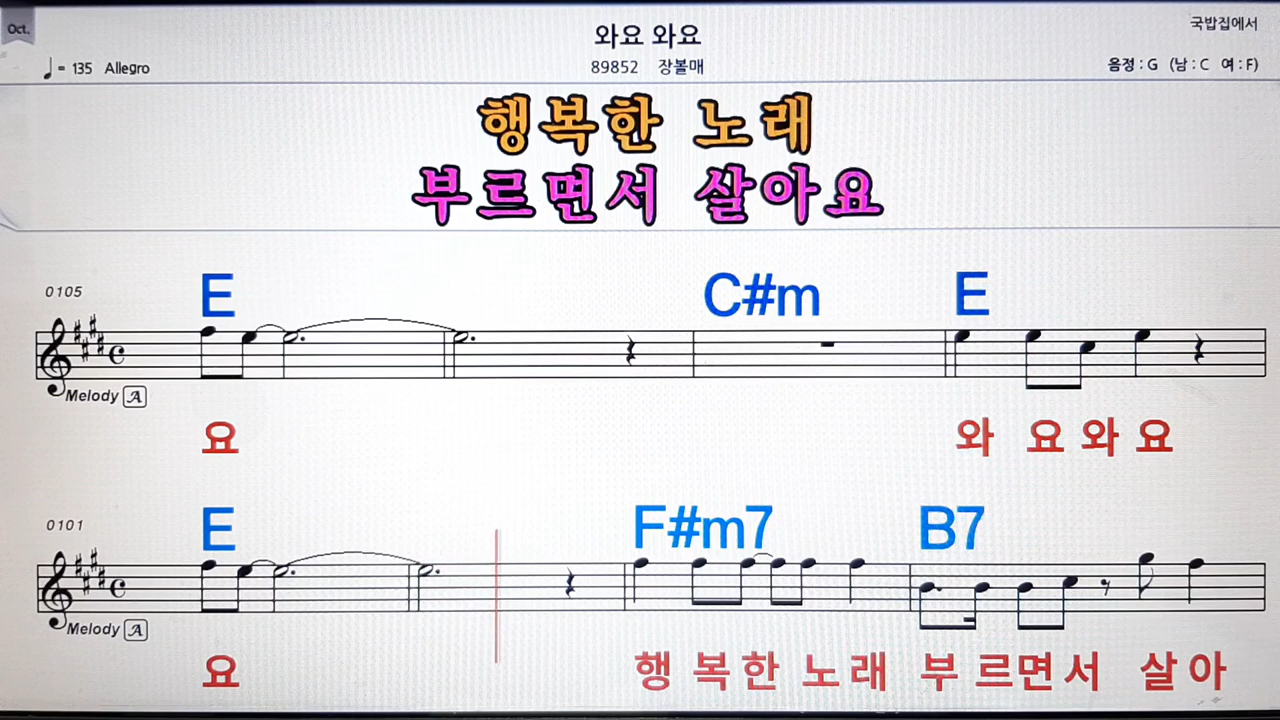 Oct.
와요 와요
국밥집에서
♩= 135 Allegro
89852 장볼매
음정 : G (남 : C 여 : F)
행복한 노래
부르면서 살아요
E C#m E
0105
Melody A
요 와 요 와 요
E F#m7 B7
0101
Melody A
요 행 복 한 노 래 부 르 면 서 살 아